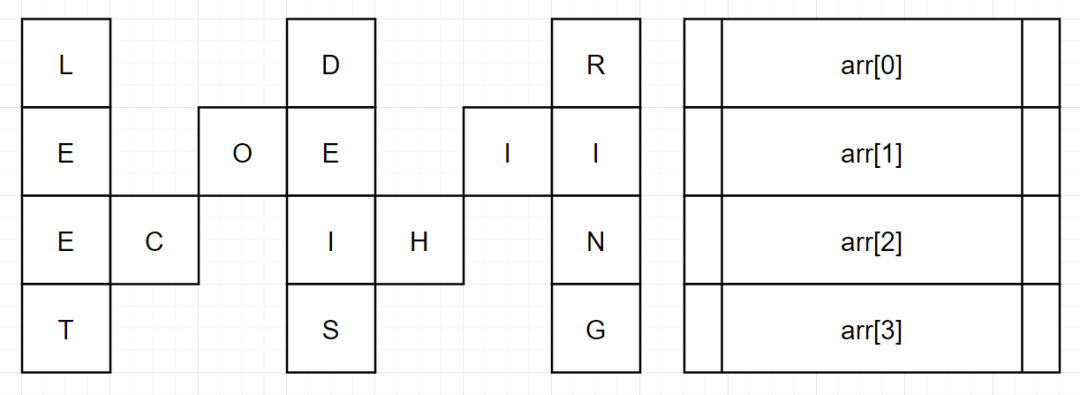 L D R arr[0]
E O E I I arr[1]
E C I H N arr[2]
T S G arr[3]